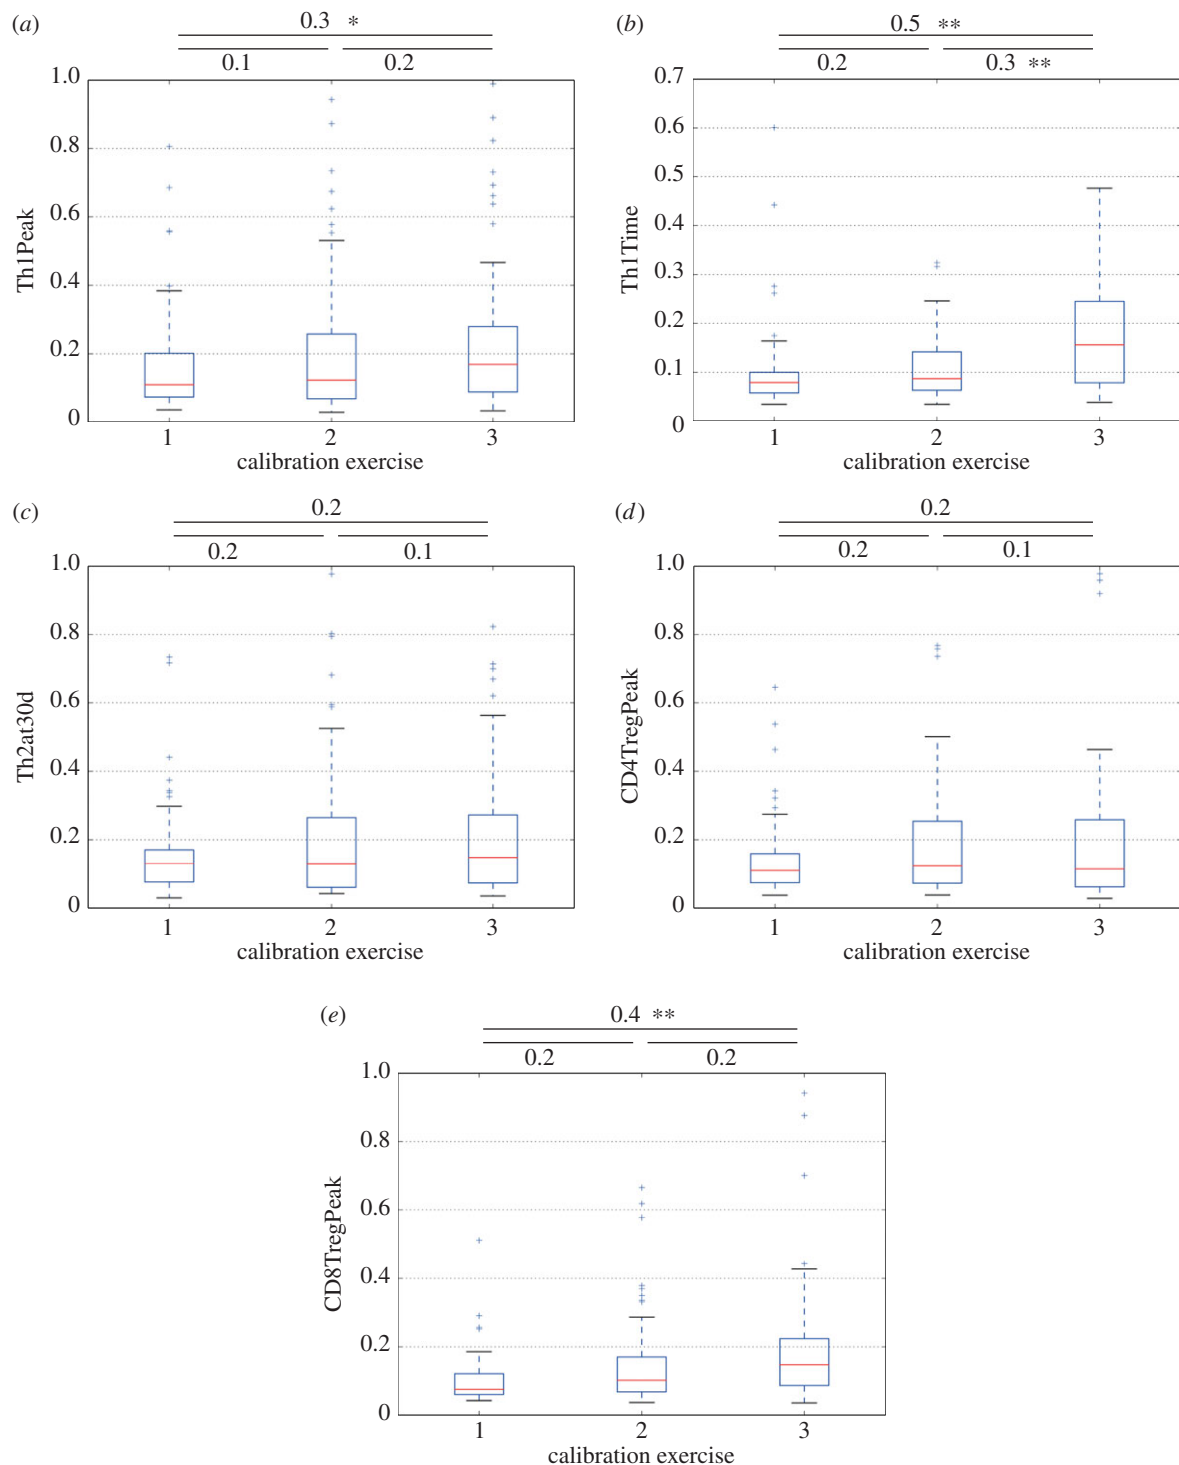 (a)
0.3 *
0.1 0.2
1.0
0.8
0.6
0.4
0.2
0
Th1Peak
1 2 3
calibration exercise
(b)
0.5 **
0.2 0.3 **
0.7
0.6
0.5
0.4
0.3
0.2
0.1
0
Th1Time
1 2 3
calibration exercise
(c)
0.2
0.2 0.1
1.0
0.8
0.6
0.4
0.2
0
Th2at30d
1 2 3
calibration exercise
(d)
0.2
0.2 0.1
1.0
0.8
0.6
0.4
0.2
0
CD4TregPeak
1 2 3
calibration exercise
(e)
0.4 **
0.2 0.2
1.0
0.8
0.6
0.4
0.2
0
CD8TregPeak
1 2 3
calibration exercise